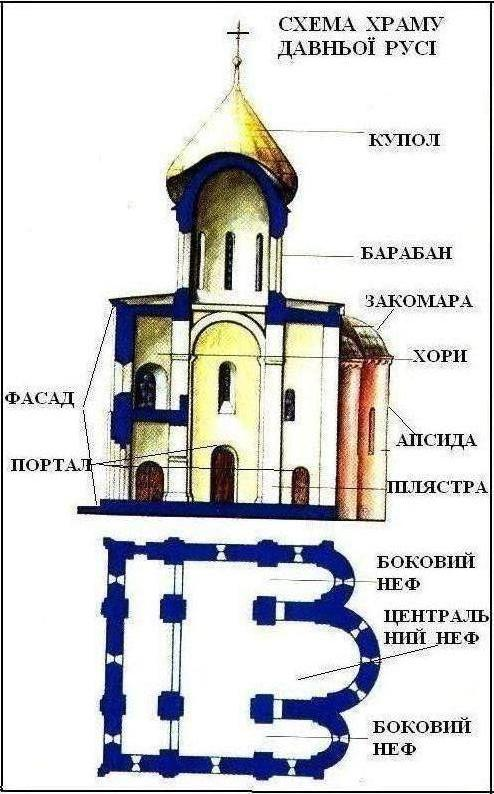 СХЕМА ХРАМУ
ДАВНЬОЇ РУСІ
КУПОЛ
БАРАБАН
ЗАКОМАРА
ХОРИ
ФАСАД
АПСИДА
ПОРТАЛ
ПІЛЯСТРА
БОКОВИЙ
НЕФ
ЦЕНТРАЛЬ
НИЙ НЕФ
БОКОВИЙ
НЕФ